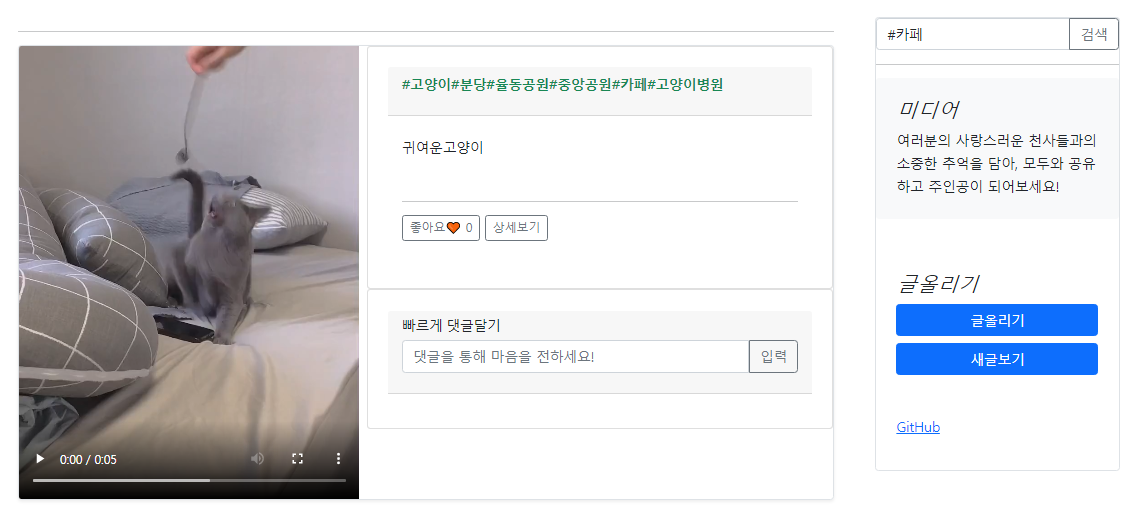 #고양이#분당#율동공원#중앙공원#카페#고양이병원
귀여운고양이
좋아요🧡 0 상세보기
빠르게 댓글달기
댓글을 통해 마음을 전하세요! 입력
0:00 / 0:05
#카페 검색
미디어
여러분의 사랑스러운 천사들과의
소중한 추억을 담아, 모두와 공유
하고 주인공이 되어보세요!
글올리기
글올리기
새글보기
GitHub